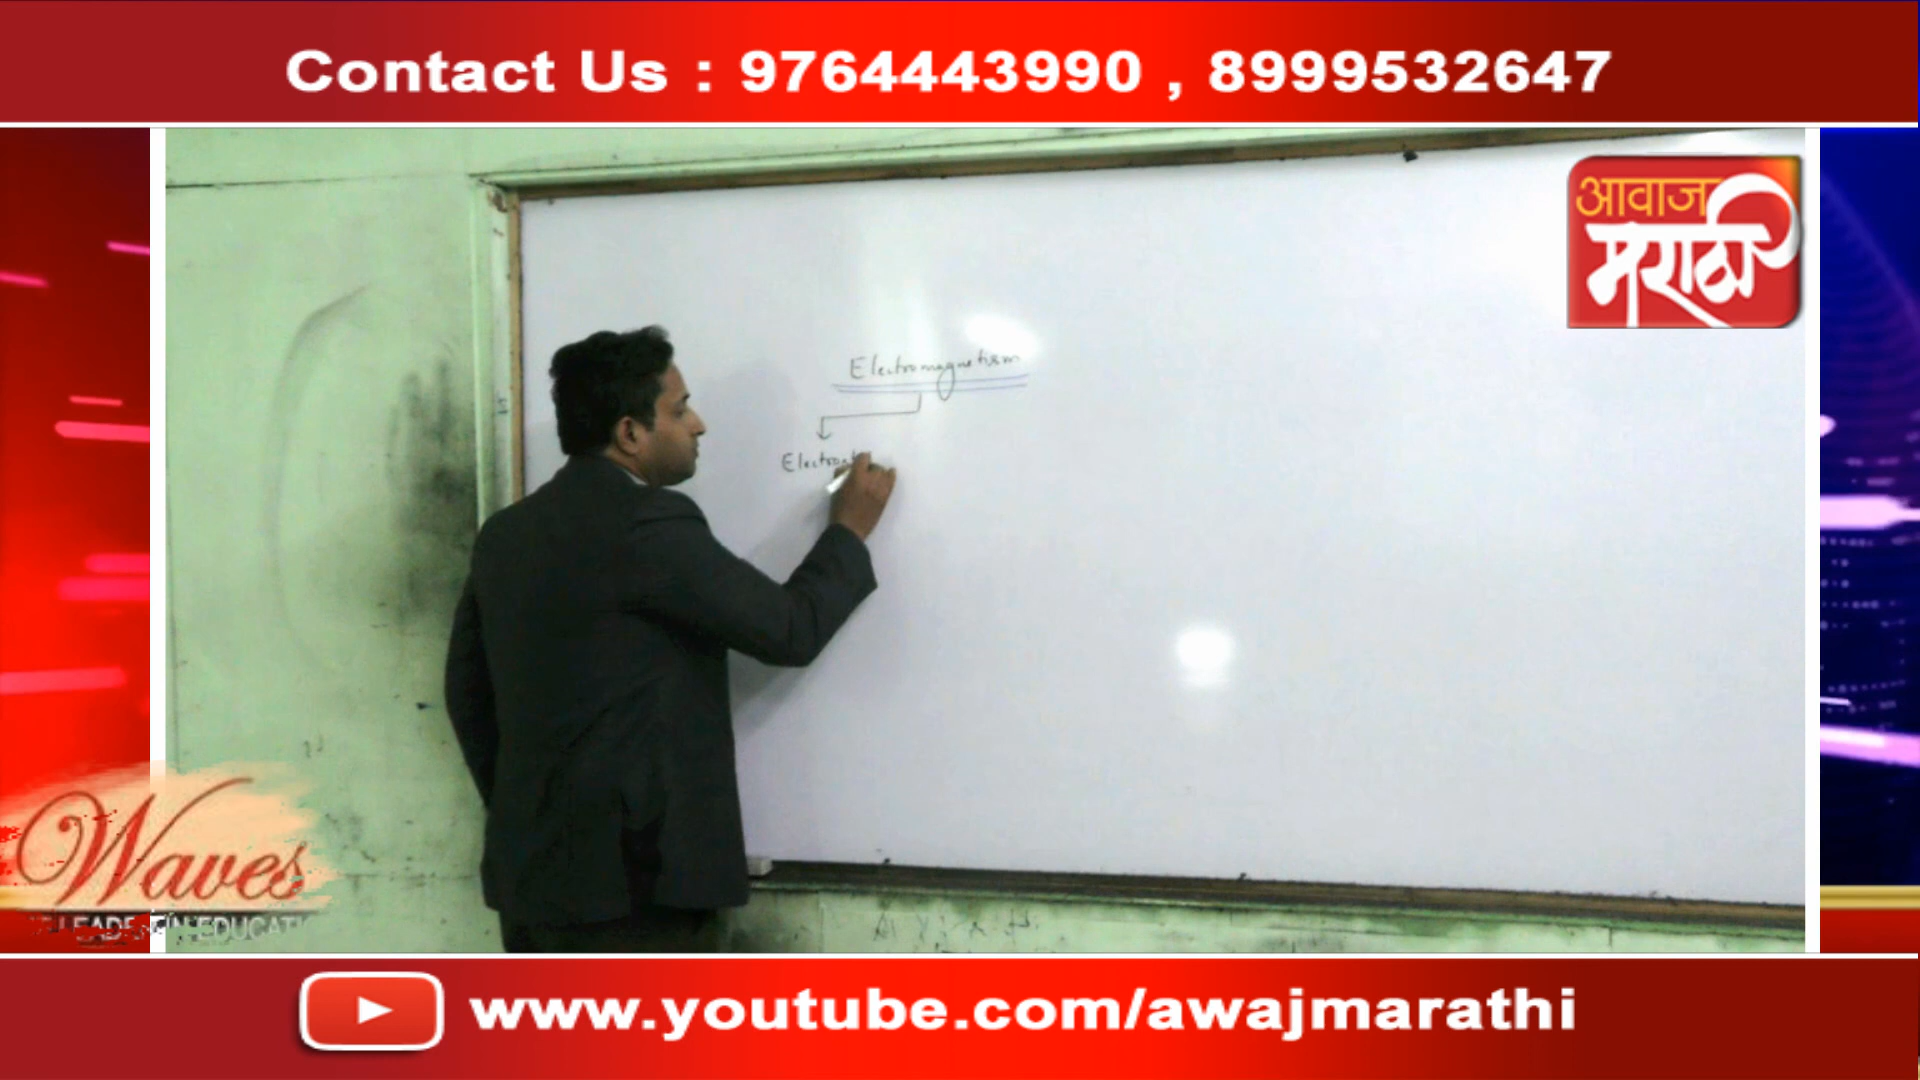 Contact Us : 9764443990 , 8999532647
आवाज
मराठी
Electromagnetism
Waves
www.youtube.com/awajmarathi